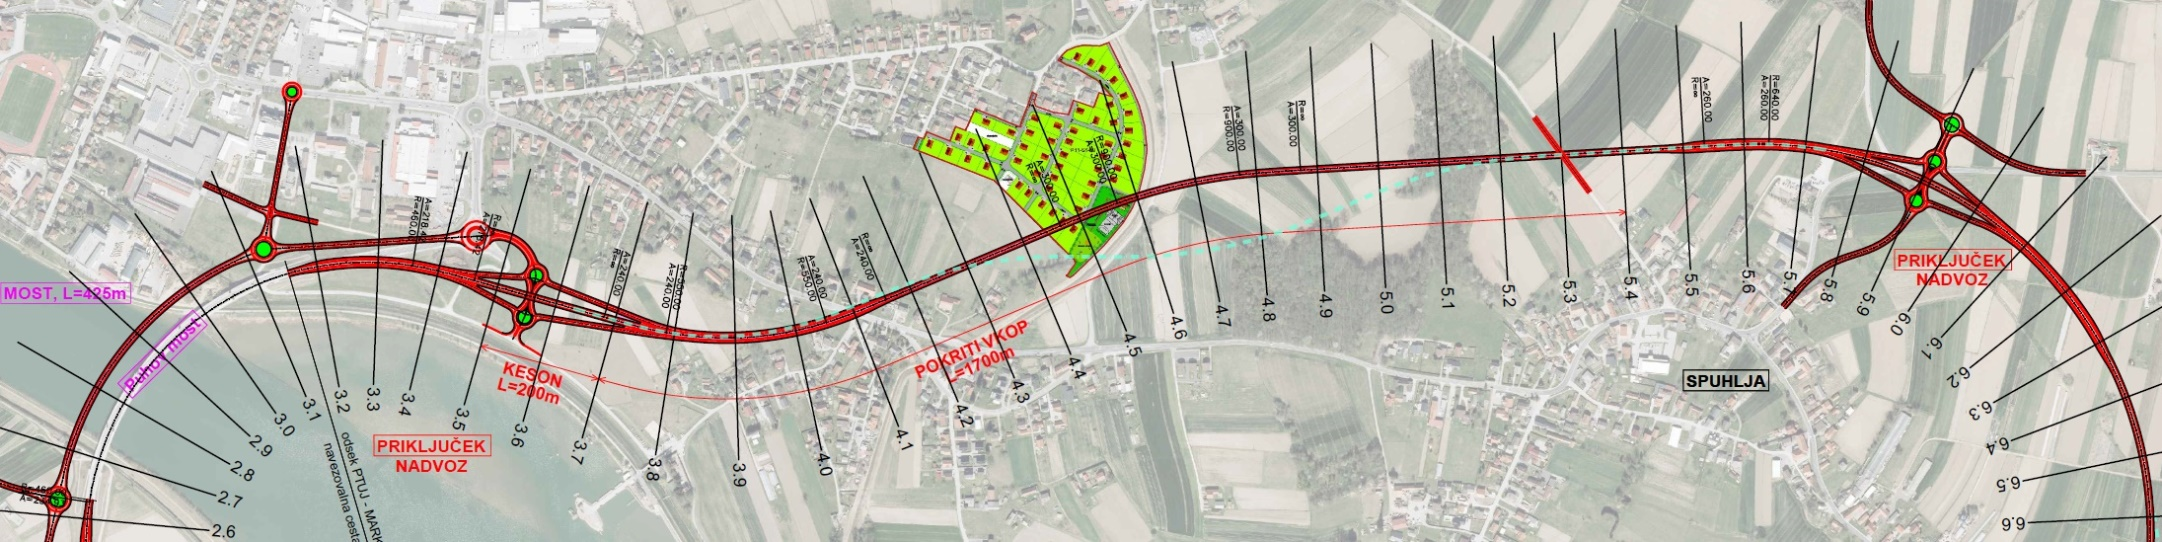 MOST, L=425m
Puhov most
PRIKLJUČEK
NADVOZ
KESON
L=200m
POKRITI VKOP
L=1700m
SPUHLJA
PRIKLJUČEK
NADVOZ
odsek PTUJ - MARK
navezovalna cesta
2.6
2.7
2.8
2.9
3.0
3.1
3.2
3.3
3.4
3.5
3.6
3.7
3.8
3.9
4.0
4.1
4.2
4.3
4.4
4.5
4.6
4.7
4.8
4.9
5.0
5.1
5.2
5.3
5.4
5.5
5.6
5.7
5.8
5.9
6.0
6.1
6.2
6.3
6.4
6.5
6.6
R=∞
A=240.00
R=550.00
A=240.00
A=240.00
R=550.00
R=∞
A=240.00
A=300.00
R=900.00
R=∞
A=300.00
A=260.00
R=∞
R=640.00
A=260.00